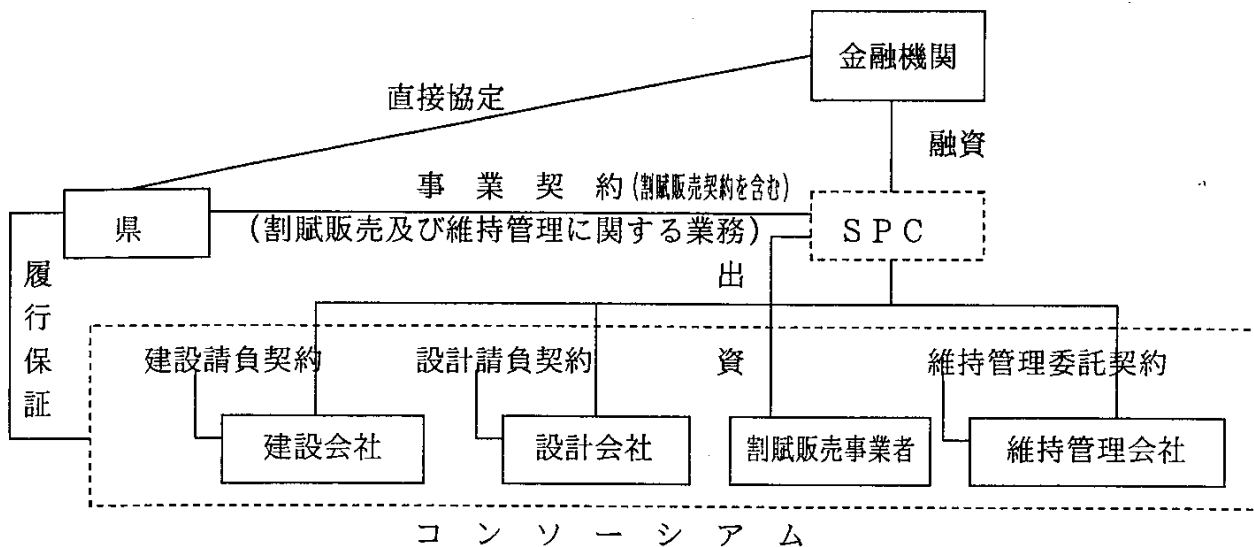 金融機関
直接協定
融資
事業契約(割賦販売契約を含む)
県
(割賦販売及び維持管理に関する業務)
SPC
履行保証
出資
建設請負契約
設計請負契約
維持管理委託契約
建設会社
設計会社
割賦販売事業者
維持管理会社
コンソーシアム